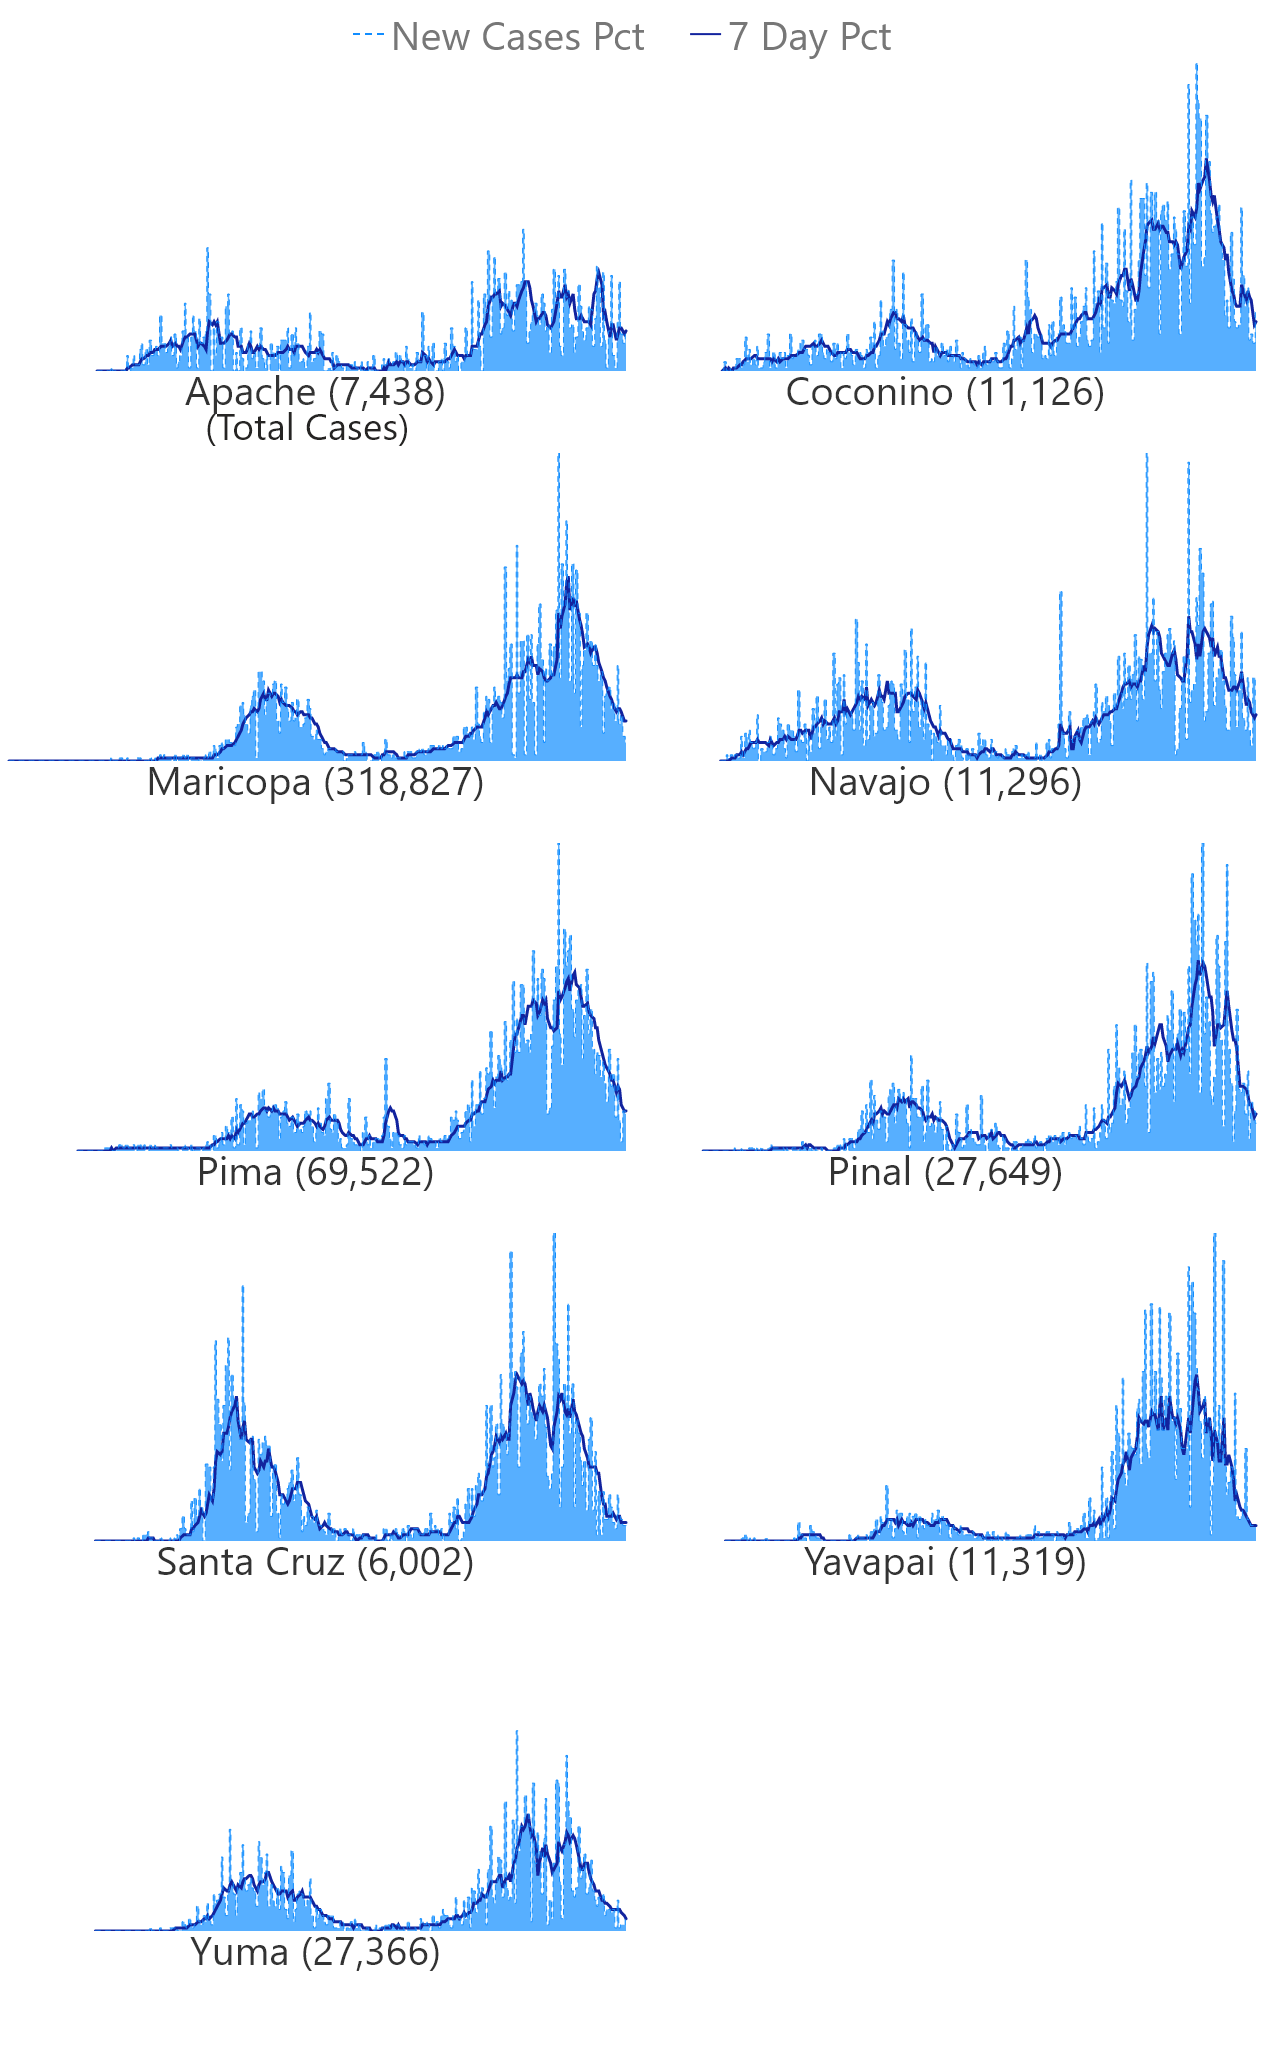 New Cases Pct 7 Day Pct
Apache (7,438) Coconino (11,126)
(Total Cases)
Maricopa (318,827) Navajo (11,296)
Pima (69,522) Pinal (27,649)
Santa Cruz (6,002) Yavapai (11,319)
Yuma (27,366)